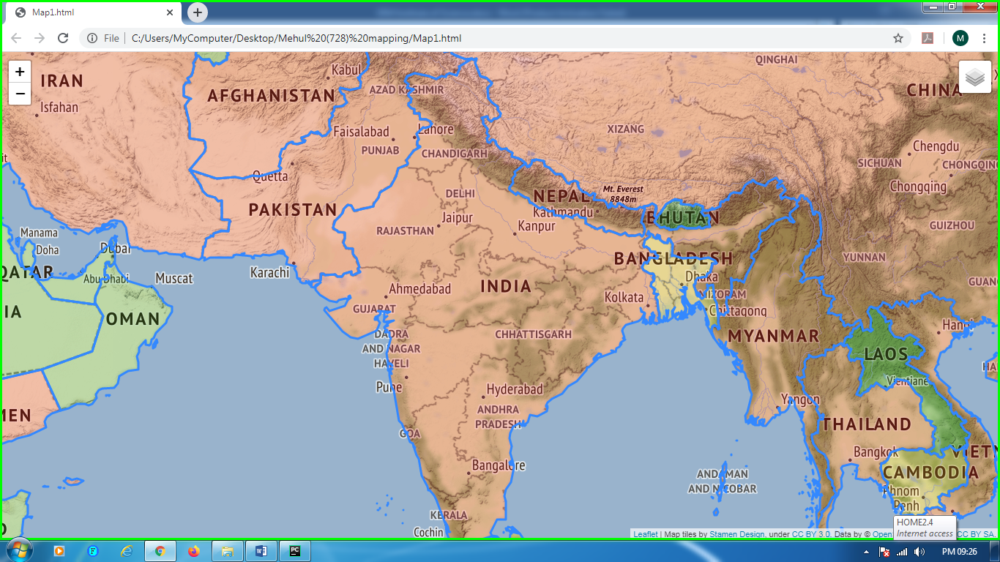 Map1.html
File
C:/Users/MyComputer/Desktop/Mehul%20(728)%20mapping/Map1.html
M
+
−
IRAN
Isfahan
Kabul
AFGHANISTAN
AZAD KASHMIR
QINGHAI
CHINA
Faisalabad
Lahore
PUNJAB
CHANDIGARH
XIZANG
Chengdu
SICHUAN
CHONGQING
Chongqing
it
Quetta
PAKISTAN
DELHI
NEPAL
Mt. Everest
8848m
Kathmandu
BHUTAN
Jaipur
RAJASTHAN
Kanpur
GUIZHOU
Manama
Doha
Dubai
QATAR
Abu Dhabi
Muscat
Karachi
BANGLADESH
YUNNAN
Dhaka
GUAN
INDIA
Ahmedabad
Kolkata
MIZORAM
GUJARAT
Chittagong
IA
OMAN
CHHATTISGARH
DADRA
AND NAGAR
HAVELI
MYANMAR
LAOS
HA
Vientiane
Pune
Hyderabad
ANDHRA
PRADESH
Yangon
THAILAND
MEN
GOA
Bangkok
VIETN
Bangalore
ANDAMAN
AND NICOBAR
CAMBODIA
Phnom
Penh
KERALA
Cochin
HOME2.4
Internet access
Leaflet | Map tiles by Stamen Design, under CC BY 3.0. Data by © Open CC BY SA.
PM 09:26